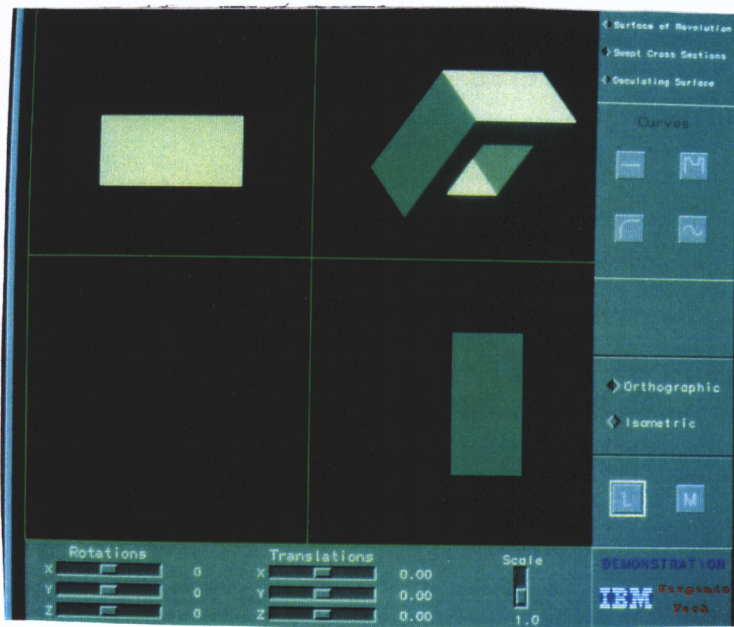 Surface of Revolution
Swept Cross Sections
Osculating Surface
Curves
Orthographic
Isometric
L M
Rotations
X 0
Y 0
Z 0
Translations
X 0.00
Y 0.00
Z 0.00
Scale
1.0
DEMONSTRATION
IBM Virginia
Tech